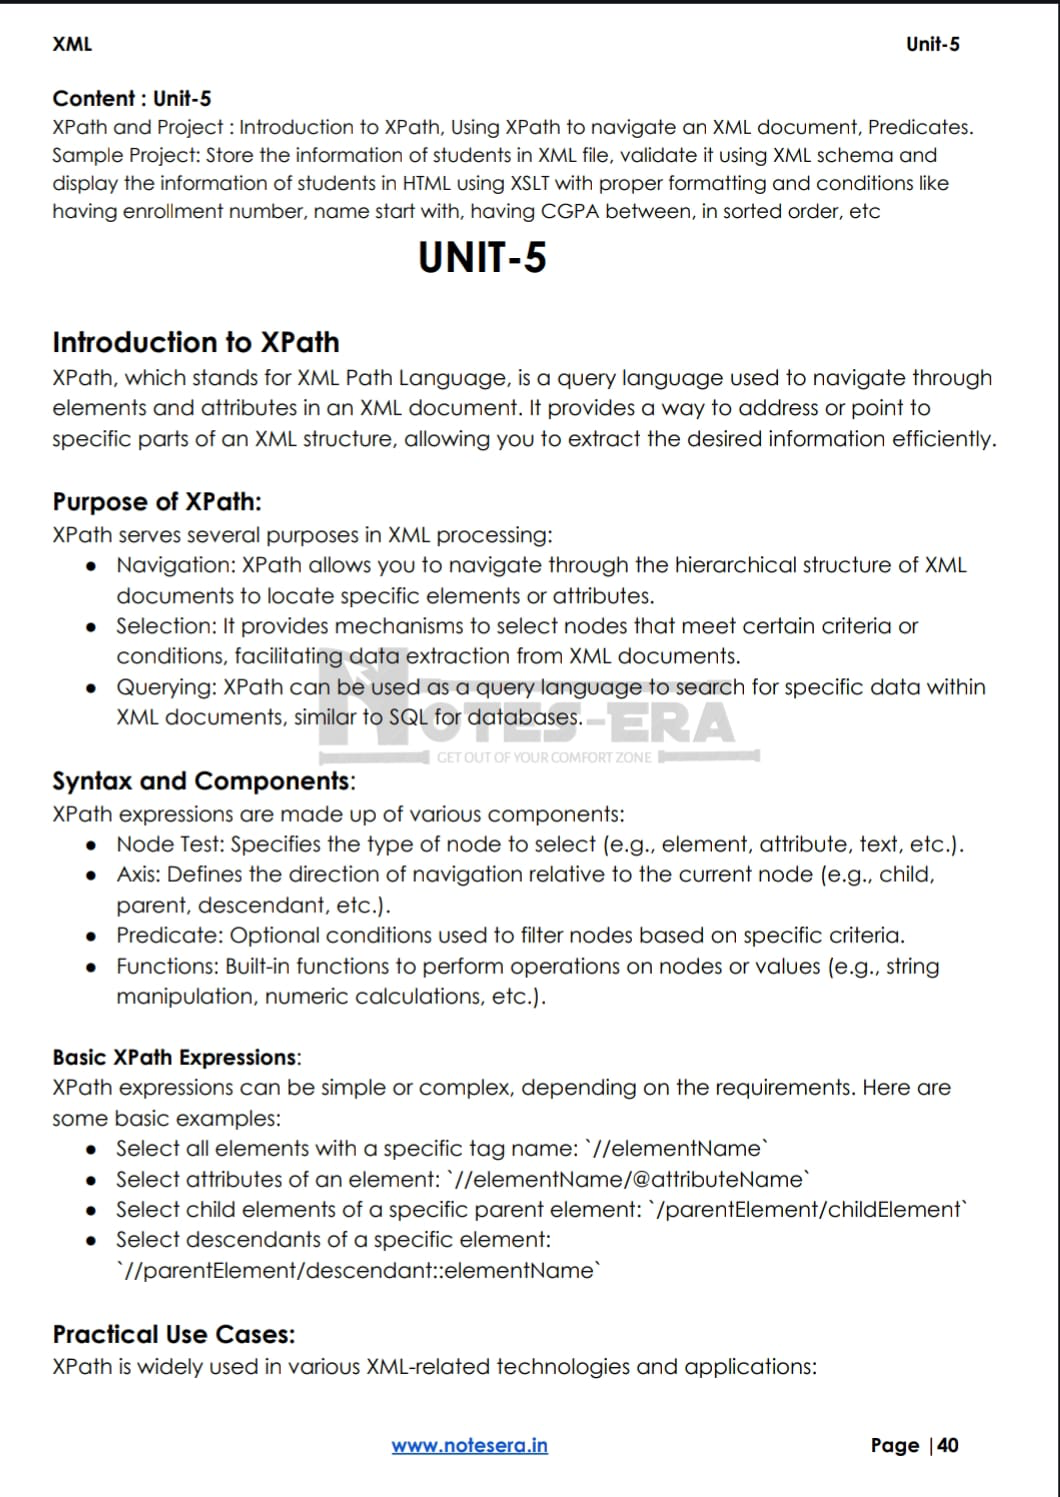 XML Unit-5
Content : Unit-5
XPath and Project : Introduction to XPath, Using XPath to navigate an XML document, Predicates.
Sample Project: Store the information of students in XML file, validate it using XML schema and
display the information of students in HTML using XSLT with proper formatting and conditions like
having enrollment number, name start with, having CGPA between, in sorted order, etc
UNIT-5
Introduction to XPath
XPath, which stands for XML Path Language, is a query language used to navigate through
elements and attributes in an XML document. It provides a way to address or point to
specific parts of an XML structure, allowing you to extract the desired information efficiently.
Purpose of XPath:
XPath serves several purposes in XML processing:
● Navigation: XPath allows you to navigate through the hierarchical structure of XML
documents to locate specific elements or attributes.
● Selection: It provides mechanisms to select nodes that meet certain criteria or
conditions, facilitating data extraction from XML documents.
● Querying: XPath can be used as a query language to search for specific data within
XML documents, similar to SQL for databases.
NOTES-ERA
GET OUT OF YOUR COMFORT ZONE
Syntax and Components:
XPath expressions are made up of various components:
● Node Test: Specifies the type of node to select (e.g., element, attribute, text, etc.).
● Axis: Defines the direction of navigation relative to the current node (e.g., child,
parent, descendant, etc.).
● Predicate: Optional conditions used to filter nodes based on specific criteria.
● Functions: Built-in functions to perform operations on nodes or values (e.g., string
manipulation, numeric calculations, etc.).
Basic XPath Expressions:
XPath expressions can be simple or complex, depending on the requirements. Here are
some basic examples:
● Select all elements with a specific tag name: `//elementName`
● Select attributes of an element: `//elementName/@attributeName`
● Select child elements of a specific parent element: `/parentElement/childElement`
● Select descendants of a specific element:
`//parentElement/descendant::elementName`
Practical Use Cases:
XPath is widely used in various XML-related technologies and applications:
www.notesera.in Page |40